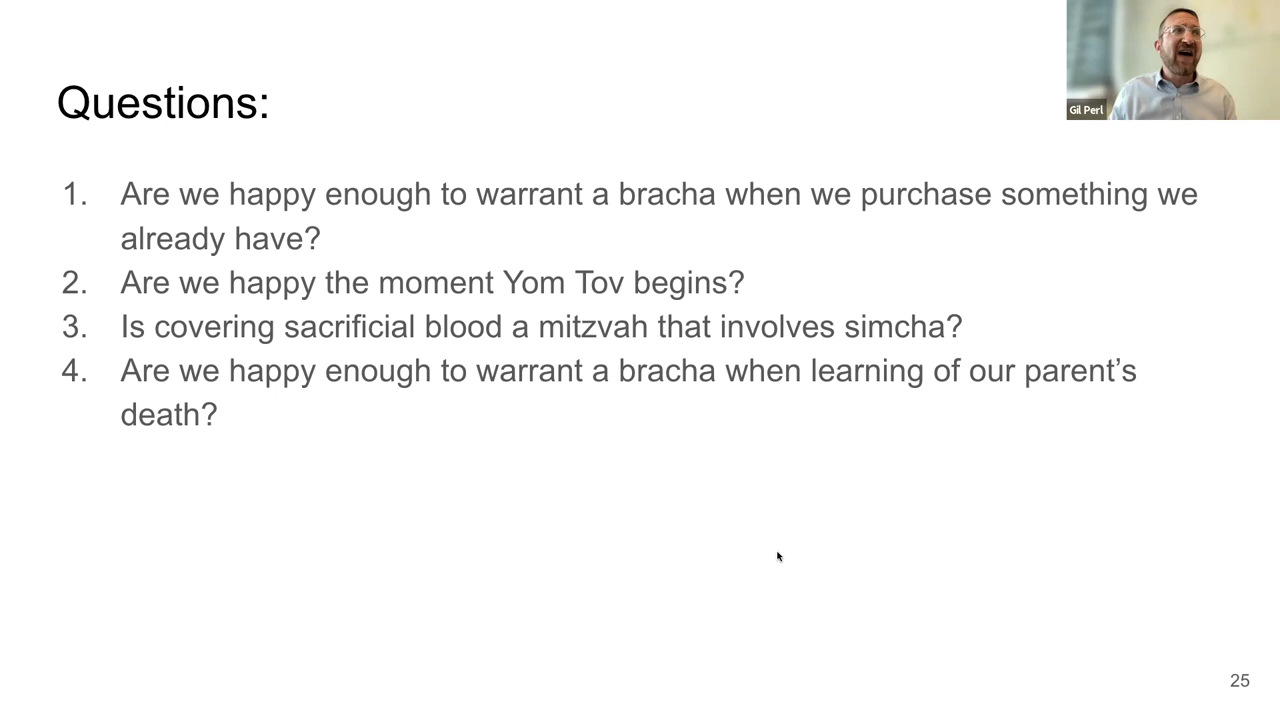 Gil Perl
Questions:
1. Are we happy enough to warrant a bracha when we purchase something we
already have?
2. Are we happy the moment Yom Tov begins?
3. Is covering sacrificial blood a mitzvah that involves simcha?
4. Are we happy enough to warrant a bracha when learning of our parent’s
death?
25